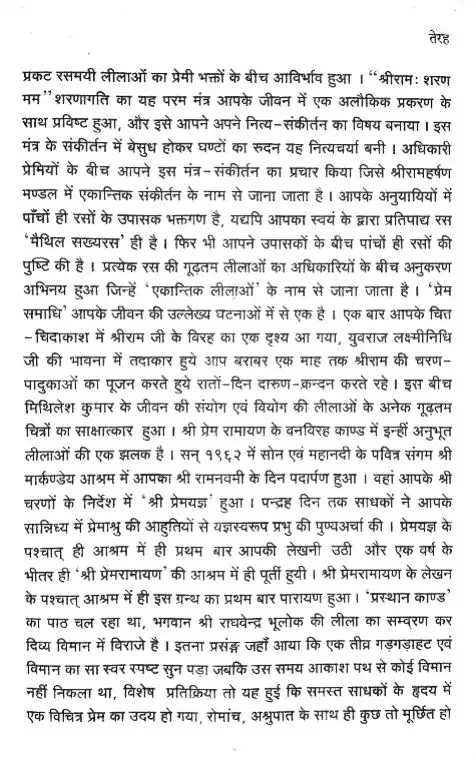 तेरह
प्रकट रसमयी लीलाओं का प्रेमी भक्तों के बीच आविर्भाव हुआ । “श्रीरामः शरण
मम” शरणागति का यह परम मंत्र आपके जीवन में एक अलौकिक प्रकरण के
साथ प्रविष्ट हुआ, और इसे आपने अपने नित्य-संकीर्तन का विषय बनाया । इस
मंत्र के संकीर्तन में बेसुध होकर घण्टों का रुदन यह नित्यचर्या बनी । अधिकारी
प्रेमियों के बीच आपने इस मन्त्र-संकीर्तन का प्रचार किया जिसे श्रीरामहर्षण
मण्डल में एकान्तिक संकीर्तन के नाम से जाना जाता है । आपके अनुयायियों में
पाँचों ही रसों के उपासक भक्तगण है, यद्यपि आपका स्वयं के द्वारा प्रतिपाद्य रस
‘मैथिल सख्यरस’ ही है । फिर भी आपने उपासकों के बीच पांचों ही रसों की
पुष्टि की है । प्रत्येक रस की गूढ़तम लीलाओं का अधिकारियों के बीच अनुकरण
अभिनय हुआ जिन्हें ‘एकान्तिक लीलाओं’ के नाम से जाना जाता है । ‘प्रेम
समाधि’ आपके जीवन की उल्लेख्य घटनाओं में से एक है । एक बार आपके चित्त
-चिदाकाश में श्रीराम जी के विरह का एक दृश्य आ गया, युवराज लक्ष्मीनिधि
जी की भावना में तदाकार हुये आप बराबर एक माह तक श्रीराम की चरण-
पादुकाओं का पूजन करते हुये रातों-दिन दारुण-क्रन्दन करते रहे । इस बीच
मिथिलेश कुमार के जीवन की संयोग एवं वियोग की लीलाओं के अनेक गूढ़तम
चित्रों का साक्षात्कार हुआ । श्री प्रेम रामायण के वनविरह काण्ड में इन्हीं अनुभूत
लीलाओं की एक झलक है । सन् १९६२ में सोन एवं महानदी के पवित्र संगम श्री
मार्कण्डेय आश्रम में आपका श्री रामनवमी के दिन पदार्पण हुआ । वहां आपके श्री
चरणों के निर्देश में ‘श्री प्रेमयज्ञ’ हुआ । पन्द्रह दिन तक साधकों ने आपके
सान्निध्य में प्रेमाश्रु की आहुतियों से यज्ञस्वरूप प्रभु की पुण्यअर्चा की । प्रेमयज्ञ के
पश्चात् ही आश्रम में ही प्रथम बार आपकी लेखनी उठी और एक वर्ष के
भीतर ही ‘श्री प्रेमरामायण’ की आश्रम में ही पूर्ती हुयी । श्री प्रेमरामायण के लेखन
के पश्चात् आश्रम में ही इस ग्रन्थ का प्रथम बार पारायण हुआ । ‘प्रस्थान काण्ड’
का पाठ चल रहा था, भगवान श्री राघवेन्द्र भूलोक की लीला का सम्वरण कर
दिव्य विमान में विराजे है । इतना प्रसङ्ग जहाँ आया कि एक तीव्र गड़गड़ाहट एवं
विमान का सा स्वर स्पष्ट सुन पड़ा जबकि उस समय आकाश पथ से कोई विमान
नहीं निकला था, विशेष प्रतिक्रिया तो यह हुई कि समस्त साधकों के हृदय में
एक विचित्र प्रेम का उदय हो गया, रोमांच, अश्रुपात के साथ ही कुछ तो मूर्छित हो